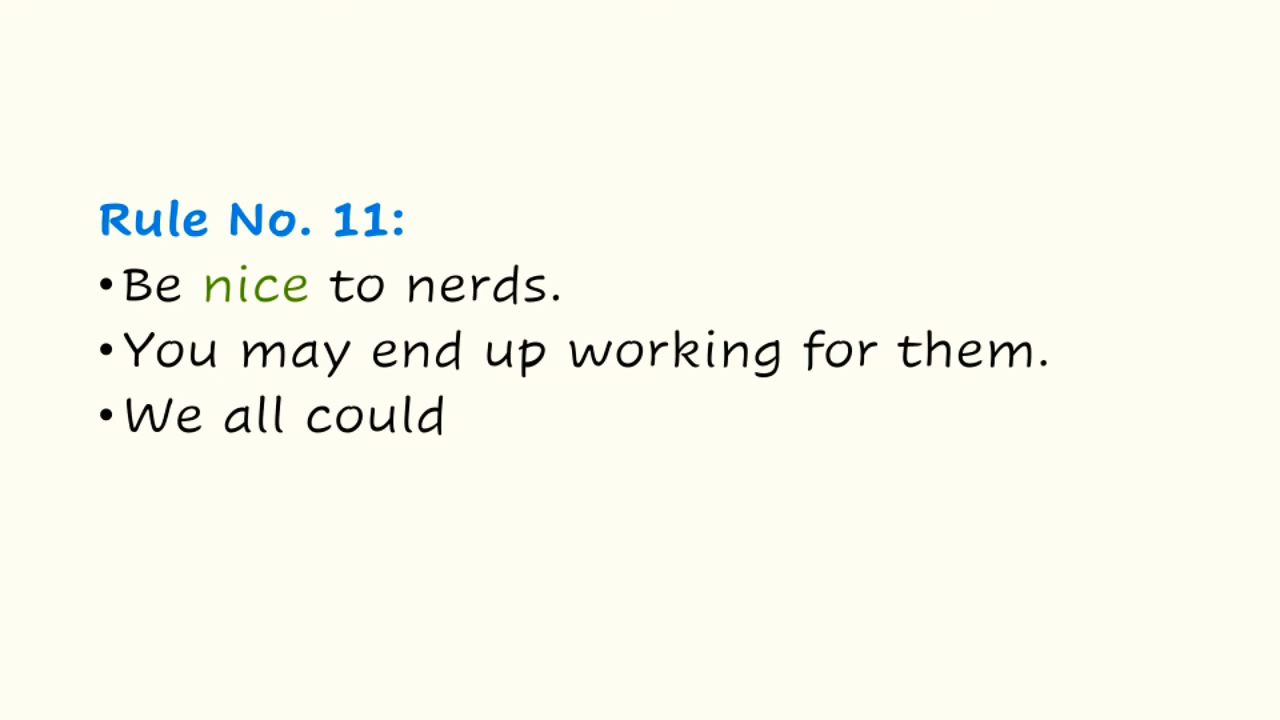 Rule No. 11:
•Be nice to nerds.
•You may end up working for them.
•We all could